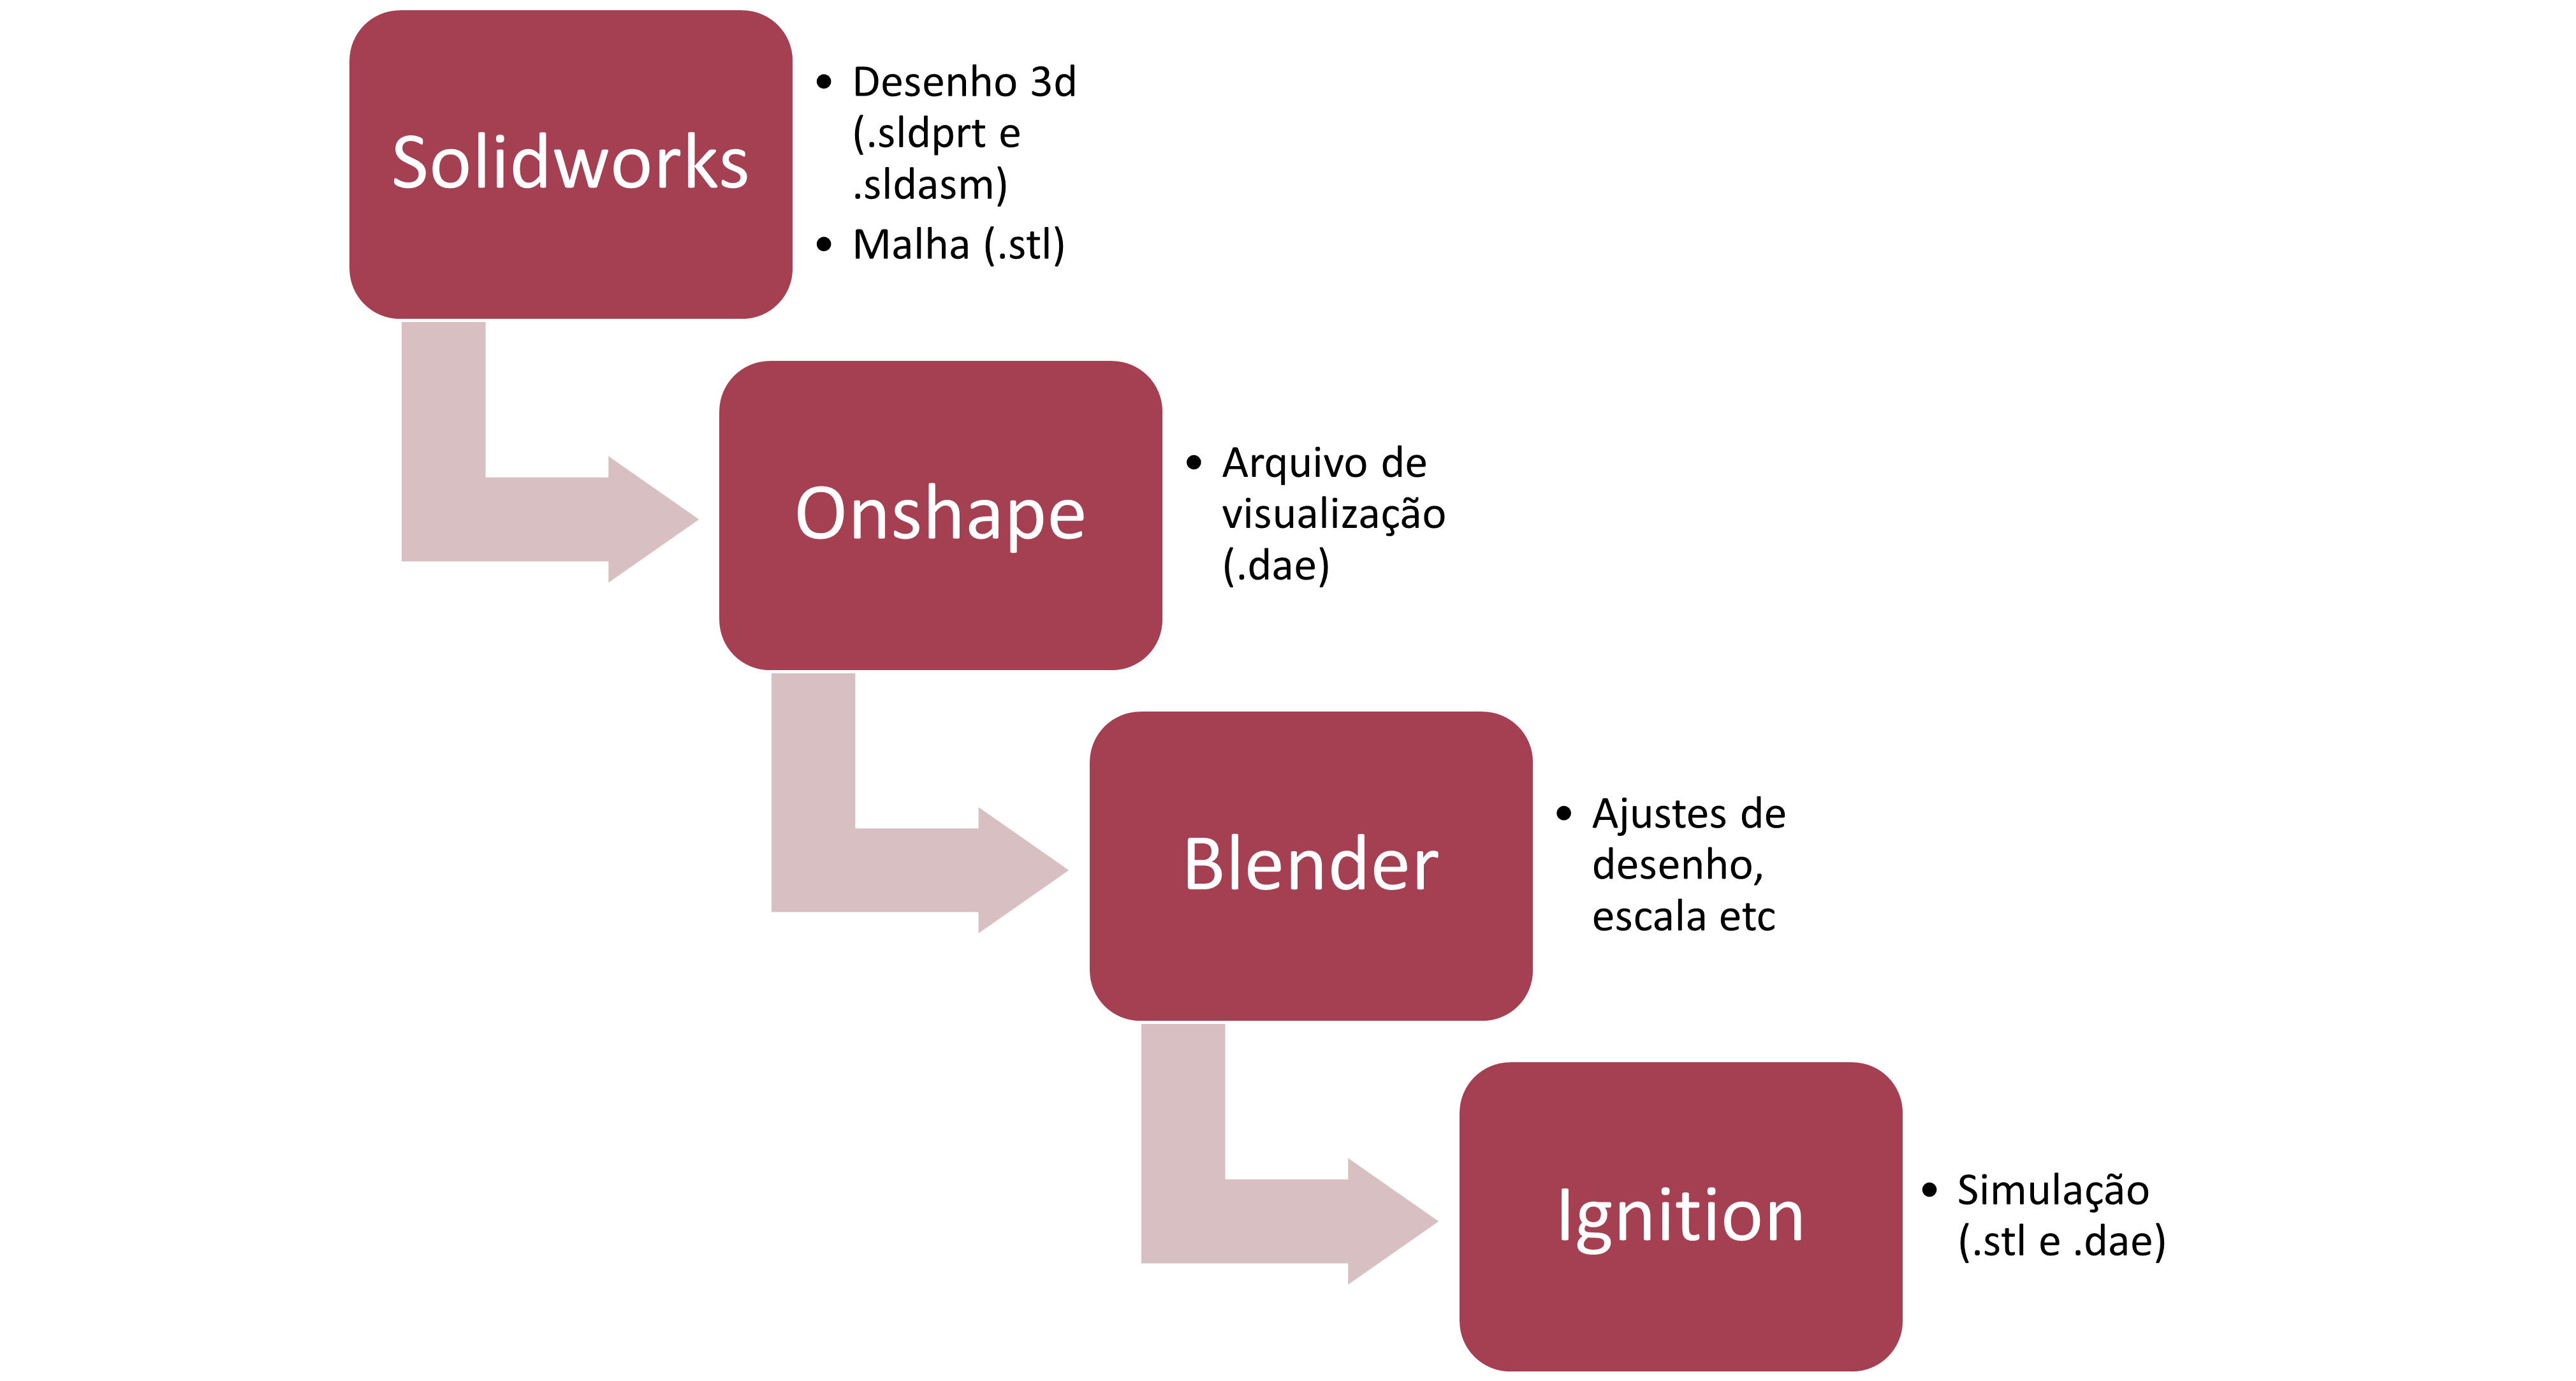 Solidworks
• Desenho 3d
(.sldprt e
.sldasm)
• Malha (.stl)
Onshape
• Arquivo de
visualização
(.dae)
Blender
• Ajustes de
desenho,
escala etc
Ignition
• Simulação
(.stl e .dae)